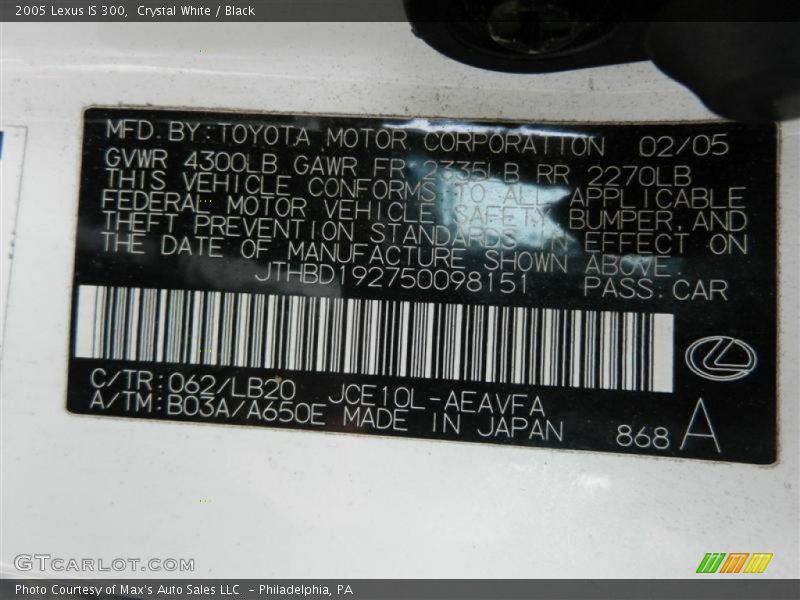 2005 Lexus IS 300, Crystal White / Black
MFD. BY: TOYOTA MOTOR CORPORATION 02/05
GVWR 4300LB GAWR FR 2335LB RR 2270LB
THIS VEHICLE CONFORMS TO ALL APPLICABLE
FEDERAL MOTOR VEHICLE SAFETY, BUMPER, AND
THEFT PREVENTION STANDARDS IN EFFECT ON
THE DATE OF MANUFACTURE SHOWN ABOVE.
JTHBD192750098151 PASS. CAR
C/TR: 062/LB20 JCE10L-AEAVFA
A/TM: B03A/A650E MADE IN JAPAN 868 A
GTCarLot.com
Photo Courtesy of Max's Auto Sales LLC. - Philadelphia, PA